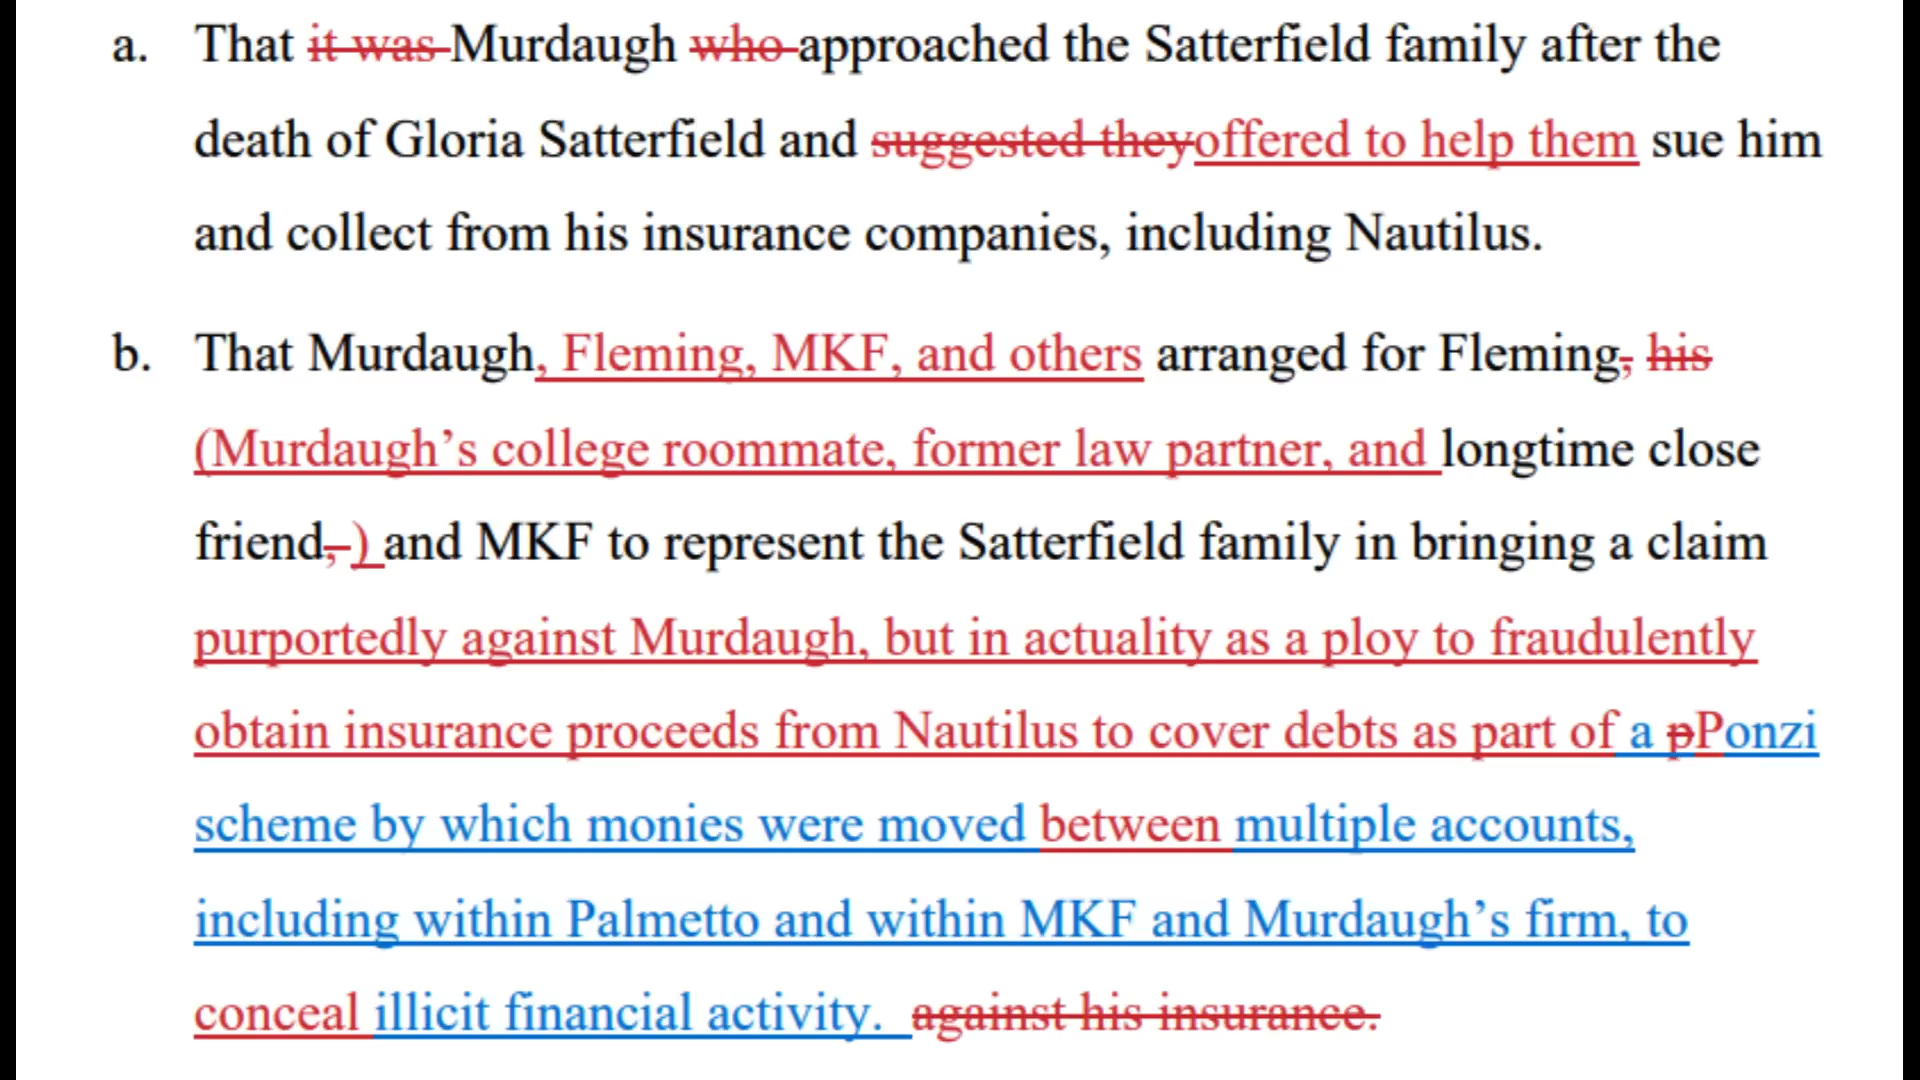 a. That it was Murdaugh who approached the Satterfield family after the
death of Gloria Satterfield and suggested theyoffered to help them sue him
and collect from his insurance companies, including Nautilus.
b. That Murdaugh, Fleming, MKF, and others arranged for Fleming, his
(Murdaugh’s college roommate, former law partner, and longtime close
friend, ) and MKF to represent the Satterfield family in bringing a claim
purportedly against Murdaugh, but in actuality as a ploy to fraudulently
obtain insurance proceeds from Nautilus to cover debts as part of a pPonzi
scheme by which monies were moved between multiple accounts,
including within Palmetto and within MKF and Murdaugh’s firm, to
conceal illicit financial activity. against his insurance.